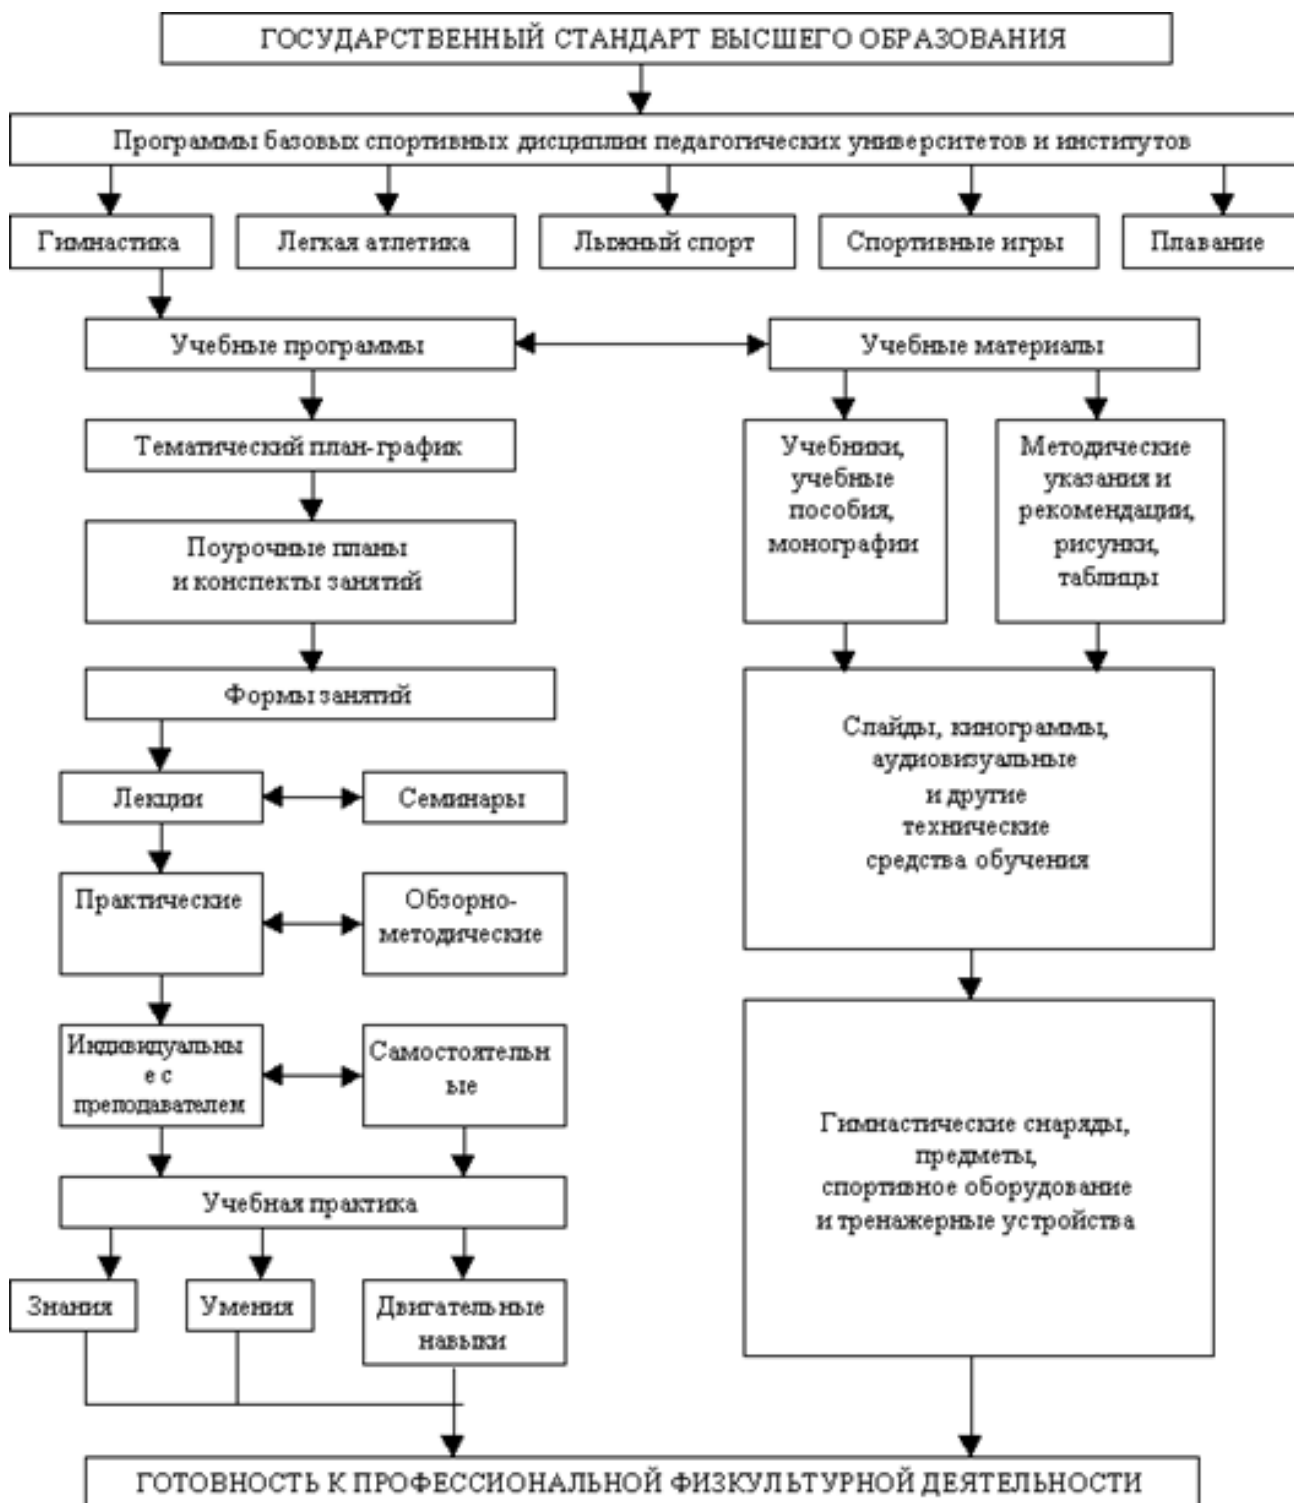 ГОСУДАРСТВЕННЫЙ СТАНДАРТ ВЫСШЕГО ОБРАЗОВАНИЯ
Программы базовых спортивных дисциплин педагогических университетов и институтов
Гимнастика
Легкая атлетика
Лыжный спорт
Спортивные игры
Плавание
Учебные программы
Учебные материалы
Тематический план-график
Учебники,
учебные
пособия,
монографии
Методические
указания и
рекомендации,
рисунки,
таблицы
Поурочные планы
и конспекты занятий
Формы занятий
Слайды, кинограммы,
аудиовизуальные
и другие
технические
средства обучения
Лекции
Семинары
Практические
Обзорно-
методические
Индивидуальны
е с
преподавателем
Самостоятельн
ые
Гимнастические снаряды,
предметы,
спортивное оборудование
и тренажерные устройства
Учебная практика
Знания
Умения
Двигательные
навыки
ГОТОВНОСТЬ К ПРОФЕССИОНАЛЬНОЙ ФИЗКУЛЬТУРНОЙ ДЕЯТЕЛЬНОСТИ